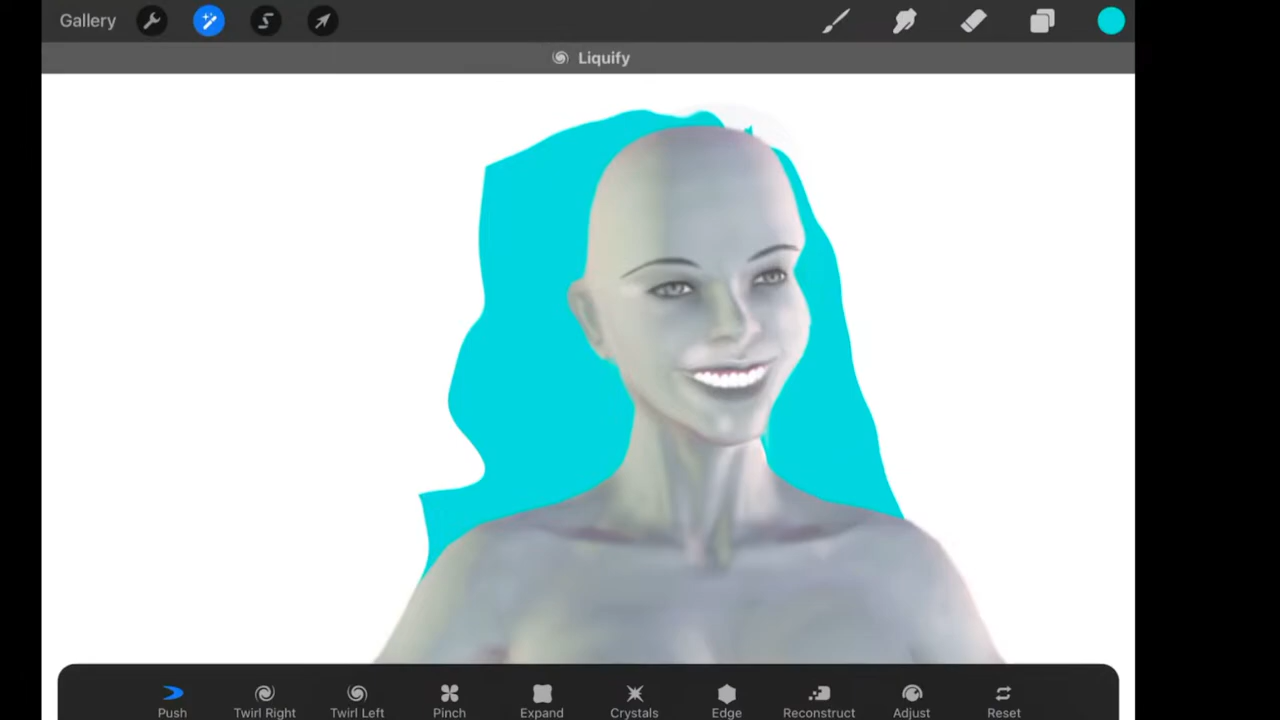 Gallery
Liquify
Push Twirl Right Twirl Left Pinch Expand Crystals Edge Reconstruct Adjust Reset